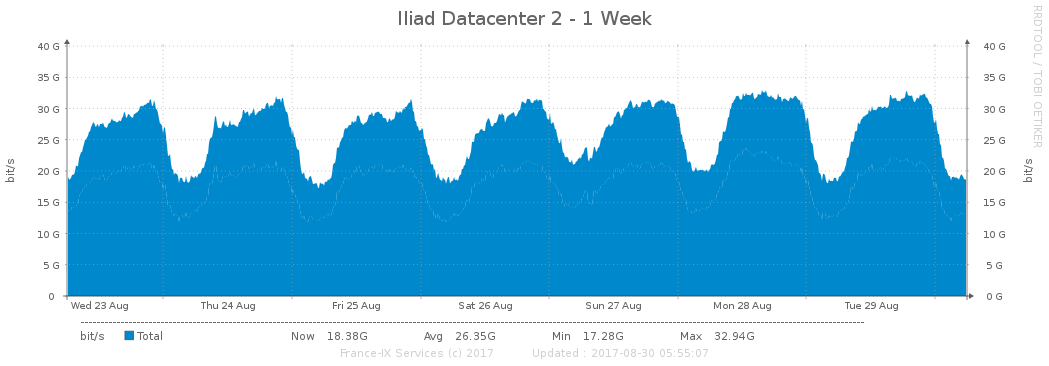 Iliad Datacenter 2 - 1 Week
RRDTOOL / TOBI OETIKER
40 G 40 G
35 G 35 G
30 G 30 G
25 G 25 G
20 G 20 G
15 G 15 G
10 G 10 G
5 G 5 G
0 0 G
bit/s bit/s
Wed 23 Aug Thu 24 Aug Fri 25 Aug Sat 26 Aug Sun 27 Aug Mon 28 Aug Tue 29 Aug
bit/s Total Now 18.38G Avg 26.35G Min 17.28G Max 32.94G
France-IX Services (c) 2017 Updated : 2017-08-30 05:55:07